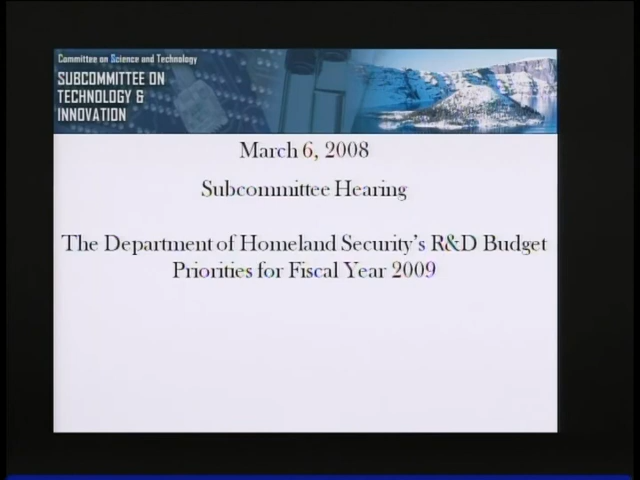 Committee on Science and Technology
SUBCOMMITTEE ON
TECHNOLOGY &
INNOVATION
March 6, 2008
Subcommittee Hearing
The Department of Homeland Security's R&D Budget
Priorities for Fiscal Year 2009